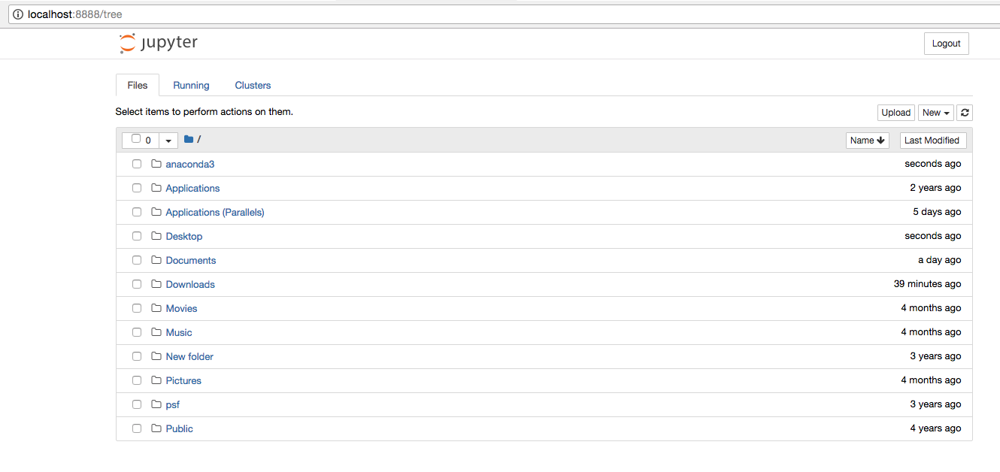 localhost:8888/tree
jupyter
Logout
Files Running Clusters
Select items to perform actions on them.
Upload New
0 / Name Last Modified
anaconda3 seconds ago
Applications 2 years ago
Applications (Parallels) 5 days ago
Desktop seconds ago
Documents a day ago
Downloads 39 minutes ago
Movies 4 months ago
Music 4 months ago
New folder 3 years ago
Pictures 4 months ago
psf 3 years ago
Public 4 years ago